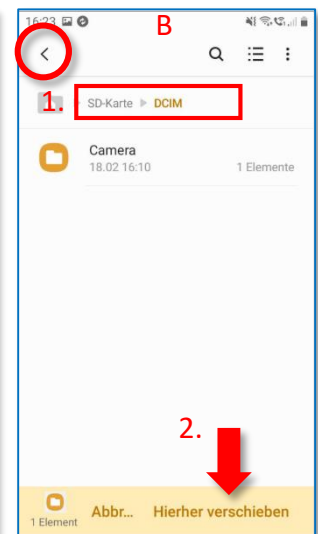 16:23
B
1.
SD-Karte ▶ DCIM
Camera
18.02 16:10
1 Elemente
2.
1 Element
Abbr...
Hierher verschieben